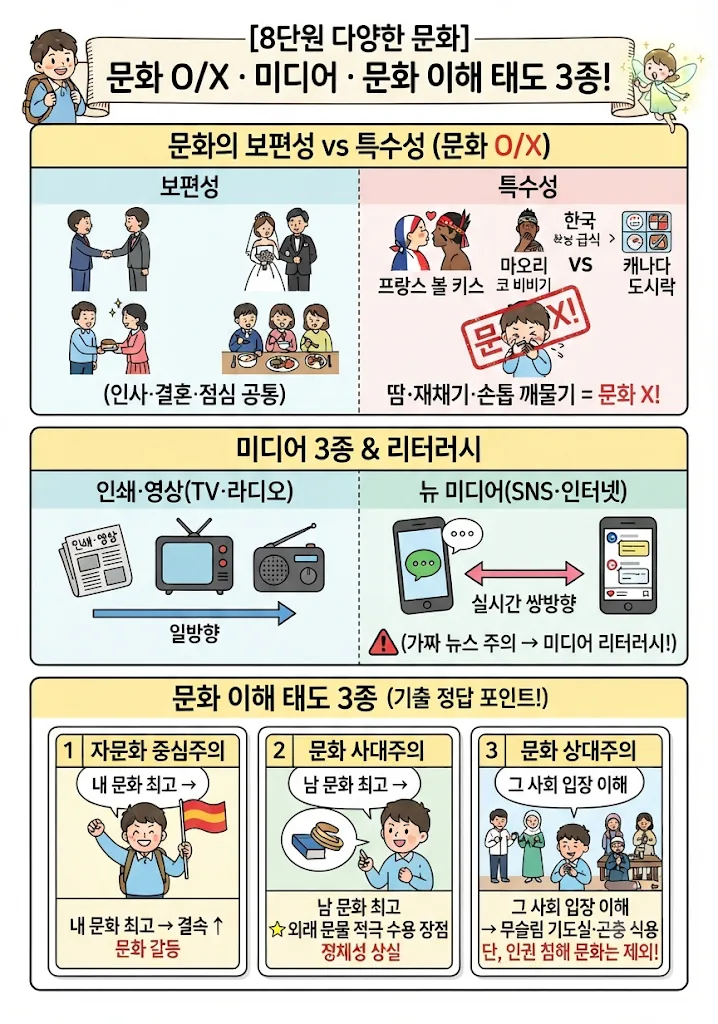 [8단원 다양한 문화]
문화 O/X · 미디어 · 문화 이해 태도 3종!
문화의 보편성 vs 특수성 (문화 O/X)
보편성
(인사·결혼·점심 공통)
특수성
프랑스 볼 키스
마오리
코 비비기
한국
급식 >
VS
캐나다
도시락
문 X!
땀·재채기·손톱 깨물기 = 문화 X!
미디어 3종 & 리터러시
인쇄·영상(TV·라디오)
인쇄·영상
일방향
뉴 미디어(SNS·인터넷)
실시간 쌍방향
(가짜 뉴스 주의 → 미디어 리터러시!)
문화 이해 태도 3종 (기출 정답 포인트!)
1 자문화 중심주의
내 문화 최고 →
내 문화 최고 → 결속 ↑
문화 갈등
2 문화 사대주의
남 문화 최고 →
남 문화 최고
외래 문물 적극 수용 장점
정체성 상실
3 문화 상대주의
그 사회 입장 이해
그 사회 입장 이해
→ 무슬림 기도실·곤충 식용
단, 인권 침해 문화는 제외!